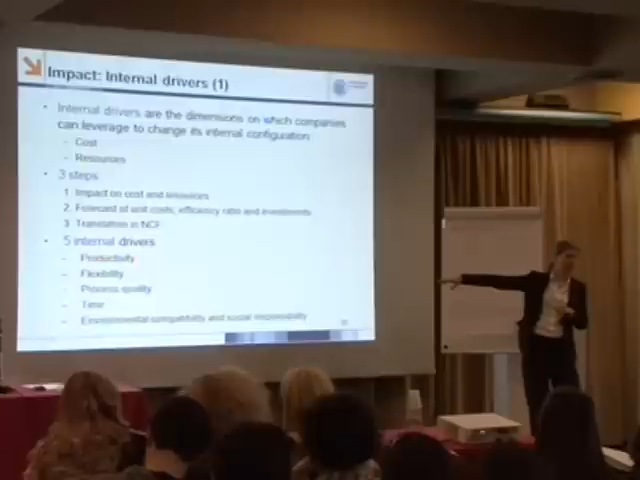 Impact: Internal drivers (1)
• Internal drivers are the dimensions on which companies
can leverage to change its internal configuration:
– Cost
– Resources
• 3 steps
1. Impact on cost and
2. Forecast of unit costs, efficiency ratio and investments
3. Translation in NCF
• 5 internal drivers
– Productivity
– Flexibility
– Process quality
– Time
– Environmental compatibility and social responsibility